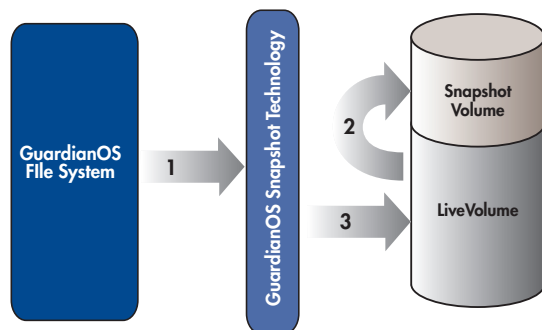 GuardianOS
FIle System
1
GuardianOS Snapshot Technology
2
3
Snapshot
Volume
LiveVolume